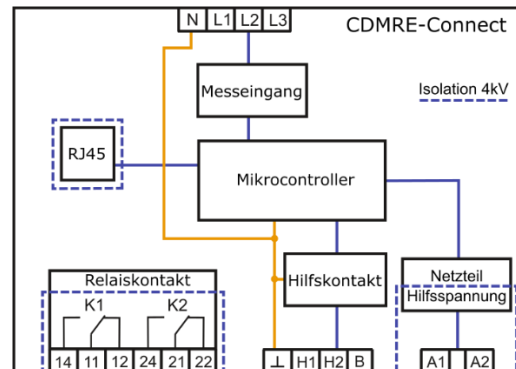 N L1 L2 L3
CDMRE-Connect
Messeingang
Isolation 4kV
RJ45
Mikrocontroller
Relaiskontakt
K1 K2
Hilfskontakt
Netzteil
Hilfsspannung
14 11 12 24 21 22
⊥ H1 H2 B
A1 A2